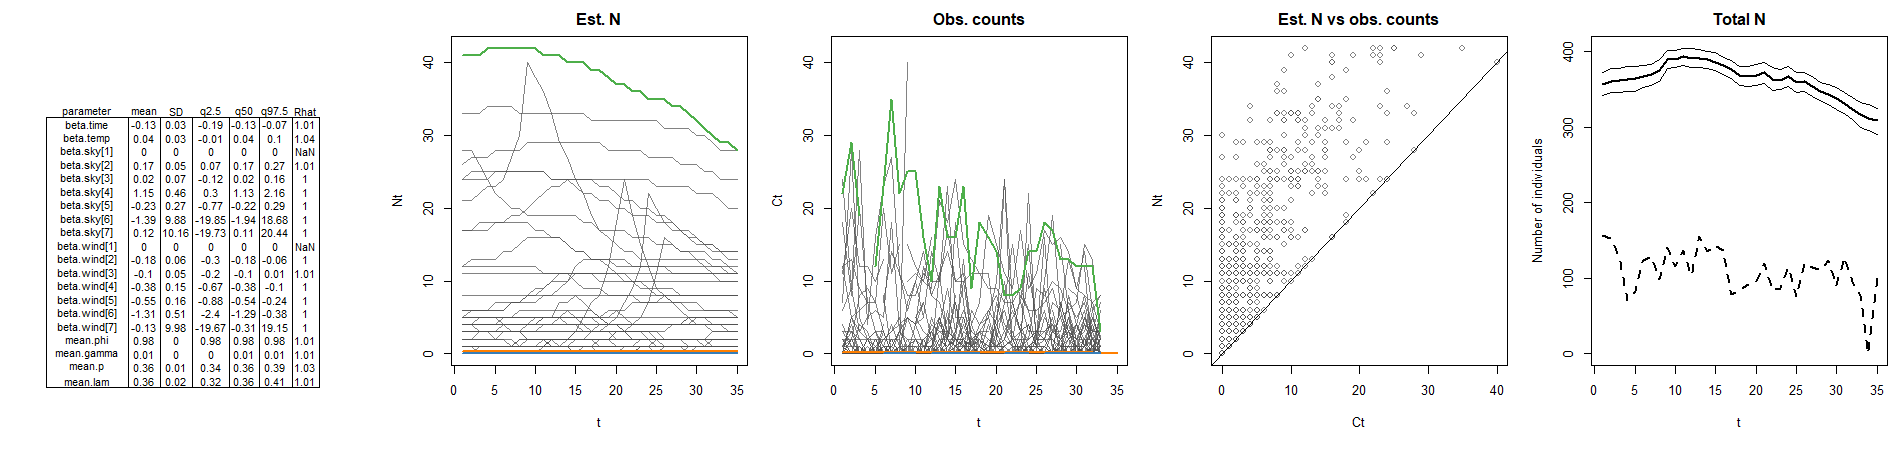 parameter mean SD q2.5 q50 q97.5 Rhat
beta.time -0.13 0.03 -0.19 -0.13 -0.07 1.01
beta.temp 0.04 0.03 -0.01 0.04 0.1 1.04
beta.sky[1] 0 0 0 0 0 NaN
beta.sky[2] 0.17 0.05 0.07 0.17 0.27 1.01
beta.sky[3] 0.02 0.07 -0.12 0.02 0.16 1
beta.sky[4] 1.15 0.46 0.3 1.13 2.16 1
beta.sky[5] -0.23 0.27 -0.77 -0.22 0.29 1
beta.sky[6] -1.39 9.88 -19.85 -1.94 18.68 1
beta.sky[7] 0.12 10.16 -19.73 0.11 20.44 1
beta.wind[1] 0 0 0 0 0 NaN
beta.wind[2] -0.18 0.06 -0.3 -0.18 -0.06 1
beta.wind[3] -0.1 0.05 -0.2 -0.1 0.01 1.01
beta.wind[4] -0.38 0.15 -0.67 -0.38 -0.1 1
beta.wind[5] -0.55 0.16 -0.88 -0.54 -0.24 1
beta.wind[6] -1.31 0.51 -2.4 -1.29 -0.38 1
beta.wind[7] -0.13 9.98 -19.67 -0.31 19.15 1
mean.phi 0.98 0 0.98 0.98 0.98 1.01
mean.gamma 0.01 0 0 0.01 0.01 1.01
mean.p 0.36 0.01 0.34 0.36 0.39 1.03
mean.lam 0.36 0.02 0.32 0.36 0.41 1.01
Est. N
Nt
40
30
20
10
0
0 5 10 15 20 25 30 35
t
Obs. counts
Ct
40
30
20
10
0
0 5 10 15 20 25 30 35
t
Est. N vs obs. counts
Nt
40
30
20
10
0
0 10 20 30 40
Ct
Total N
Number of individuals
400
300
200
100
0
0 5 10 15 20 25 30 35
t